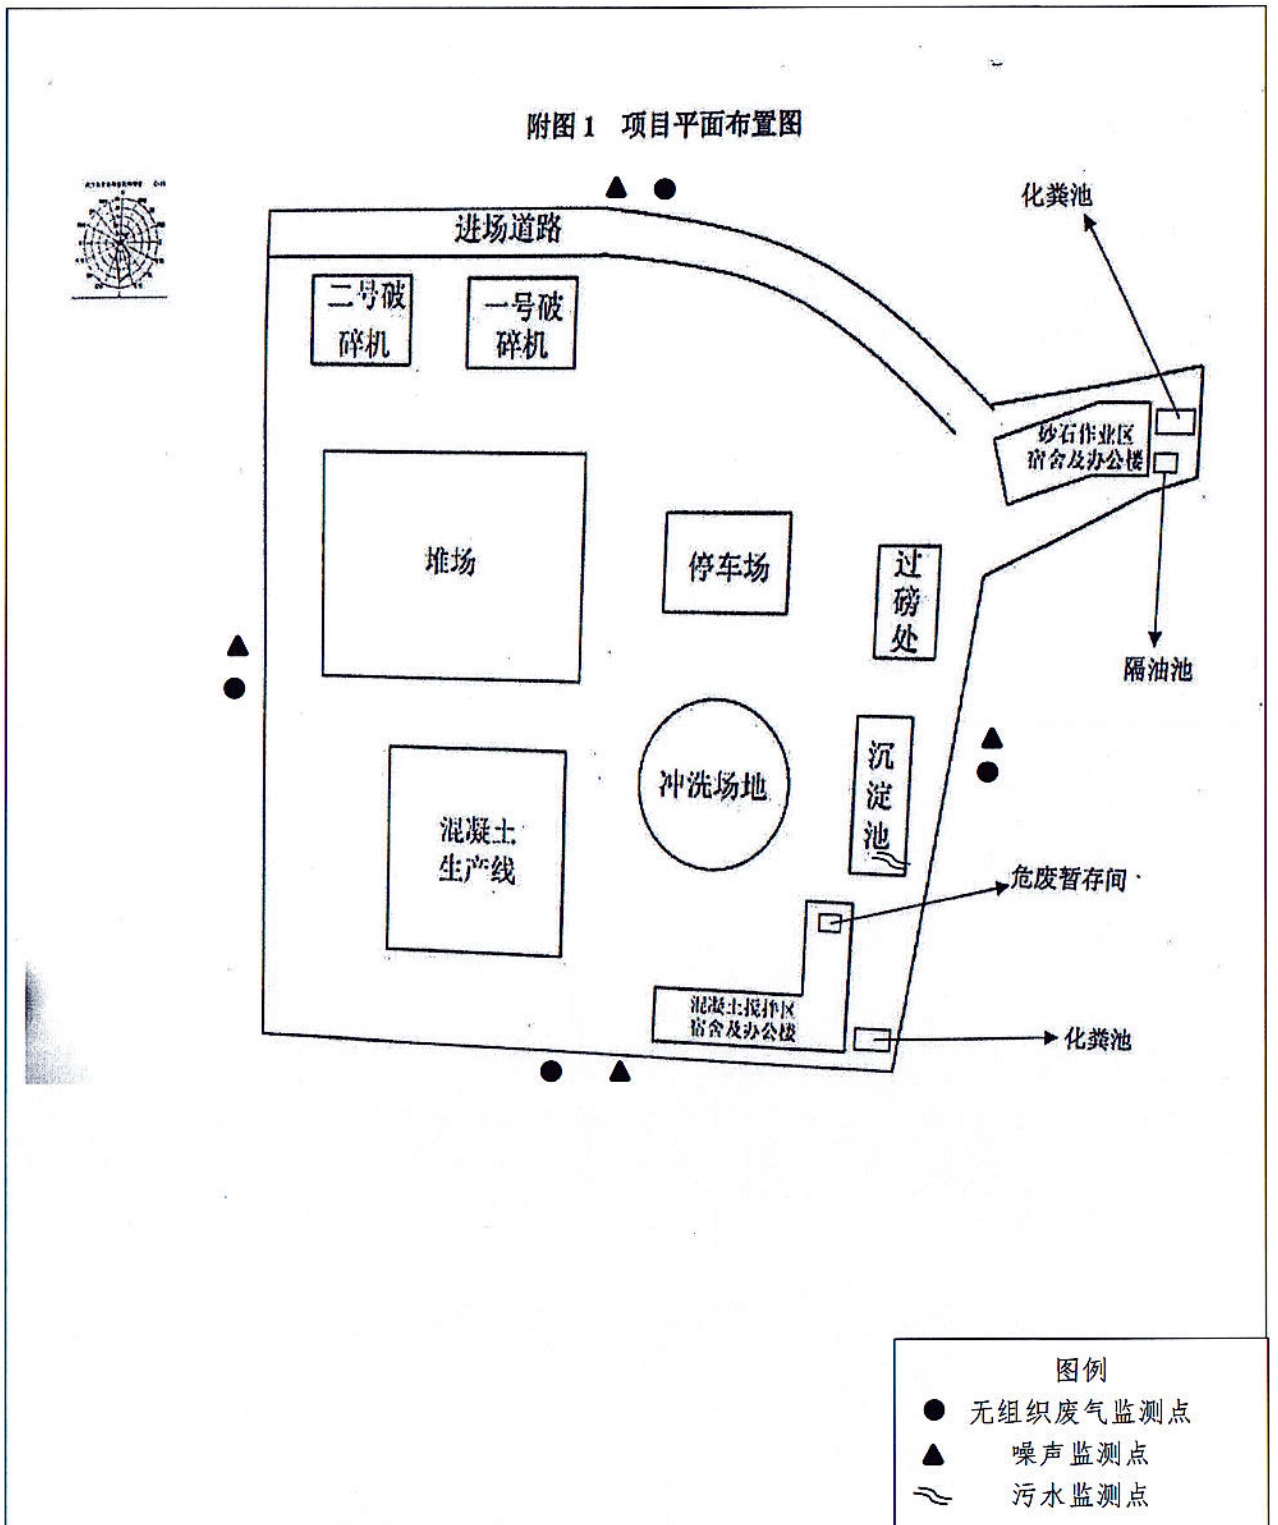 附图1 项目平面布置图
化粪池
进场道路
二号破
碎机
一号破
碎机
砂石作业区
宿舍及办公楼
堆场
停车场
过
磅
处
隔油池
冲洗场地
沉
淀
池
混凝土
生产线
危废暂存间
混凝土搅拌区
宿舍及办公楼
化粪池
图例
无组织废气监测点
噪声监测点
污水监测点